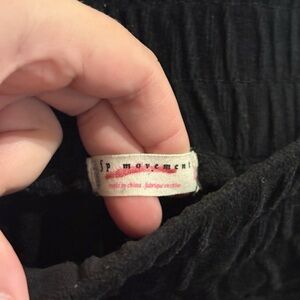 fp movement
made in china . fabriqué en chine